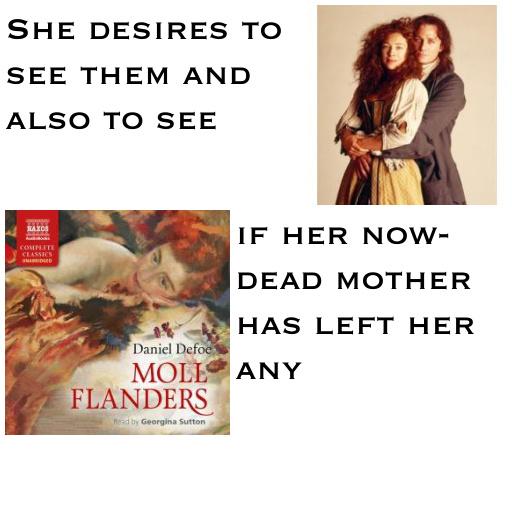 SHE DESIRES TO
SEE THEM AND
ALSO TO SEE
IF HER NOW-
DEAD MOTHER
HAS LEFT HER
ANY
NAXOS
AudioBooks
COMPLETE
CLASSICS
UNABRIDGED
Daniel Defoe
MOLL
FLANDERS
Read by Georgina Sutton